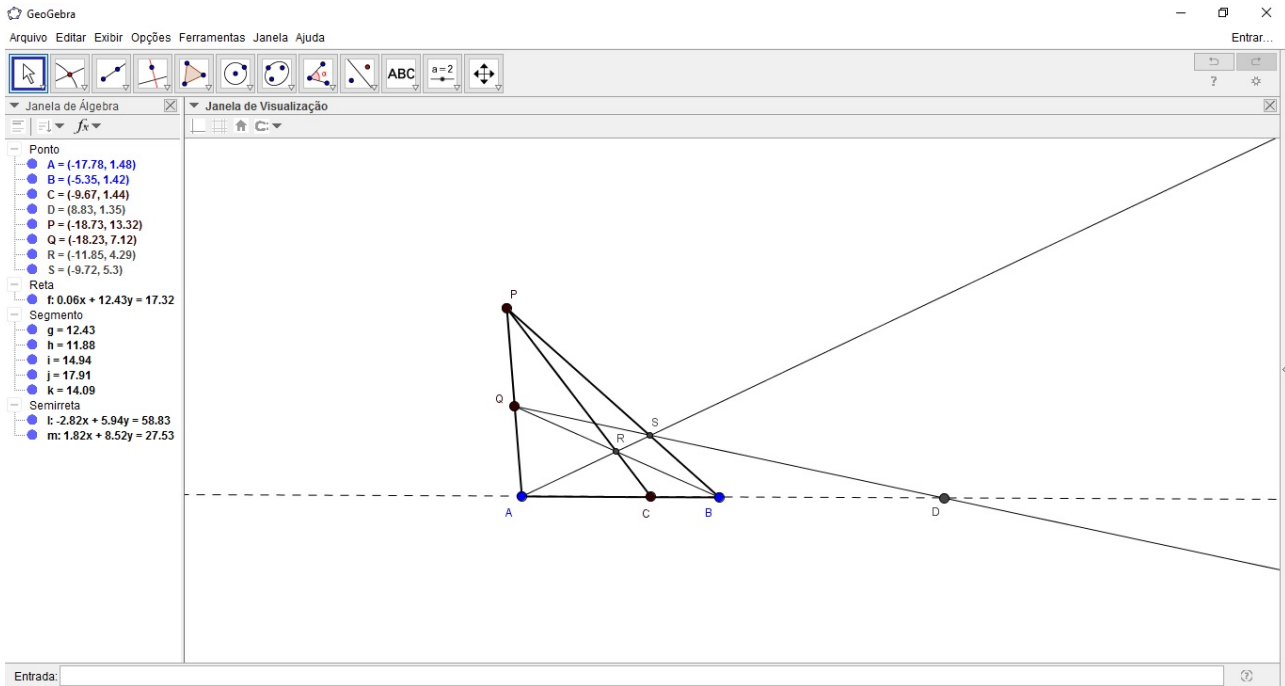 GeoGebra
Arquivo Editar Exibir Opções Ferramentas Janela Ajuda
Entrar...
ABC
a=2
?
Janela de Álgebra
Janela de Visualização
fx
Ponto
A = (-17.78, 1.48)
B = (-5.35, 1.42)
C = (-9.67, 1.44)
D = (8.83, 1.35)
P = (-18.73, 13.32)
Q = (-18.23, 7.12)
R = (-11.85, 4.29)
S = (-9.72, 5.3)
Reta
f: 0.06x + 12.43y = 17.32
Segmento
g = 12.43
h = 11.88
i = 14.94
j = 17.91
k = 14.09
Semirreta
l: -2.82x + 5.94y = 58.83
m: 1.82x + 8.52y = 27.53
P
Q
S
R
A
C
B
D
Entrada:
?